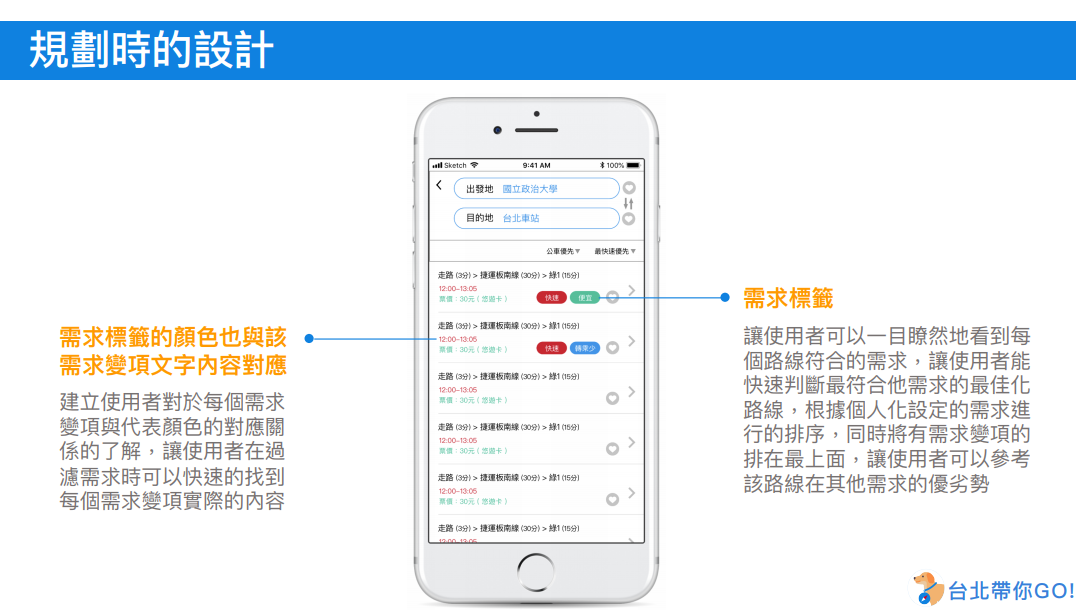 規劃時的設計
Sketch 9:41 AM 100%
出發地 國立政治大學
目的地 台北車站
公車優先▼ 最快速優先▼
走路 (3分) > 捷運板南線 (30分) > 綠1 (15分)
12:00–13:05
票價：30元 ( 悠遊卡 ) 快速 便宜
走路 (3分) > 捷運板南線 (30分) > 綠1 (15分)
12:00–13:05
票價：30元 ( 悠遊卡 ) 快速 轉乘少
走路 (3分) > 捷運板南線 (30分) > 綠1 (15分)
12:00–13:05
票價：30元 ( 悠遊卡 )
走路 (3分) > 捷運板南線 (30分) > 綠1 (15分)
12:00–13:05
票價：30元 ( 悠遊卡 )
走路 (3分) > 捷運板南線 (30分) > 綠1 (15分)
12:00–13:05
票價：30元 ( 悠遊卡 )
走路 (3分) > 捷運板南線 (30分) > 綠1 (15分)
12:00–13:05
需求標籤的顏色也與該
需求變項文字內容對應
建立使用者對於每個需求
變項與代表顏色的對應關
係的了解，讓使用者在過
濾需求時可以快速的找到
每個需求變項實際的內容
需求標籤
讓使用者可以一目瞭然地看到每
個路線符合的需求，讓使用者能
快速判斷最符合他需求的最佳化
路線，根據個人化設定的需求進
行的排序，同時將有需求變項的
排在最上面，讓使用者可以參考
該路線在其他需求的優劣勢
台北帶你GO!